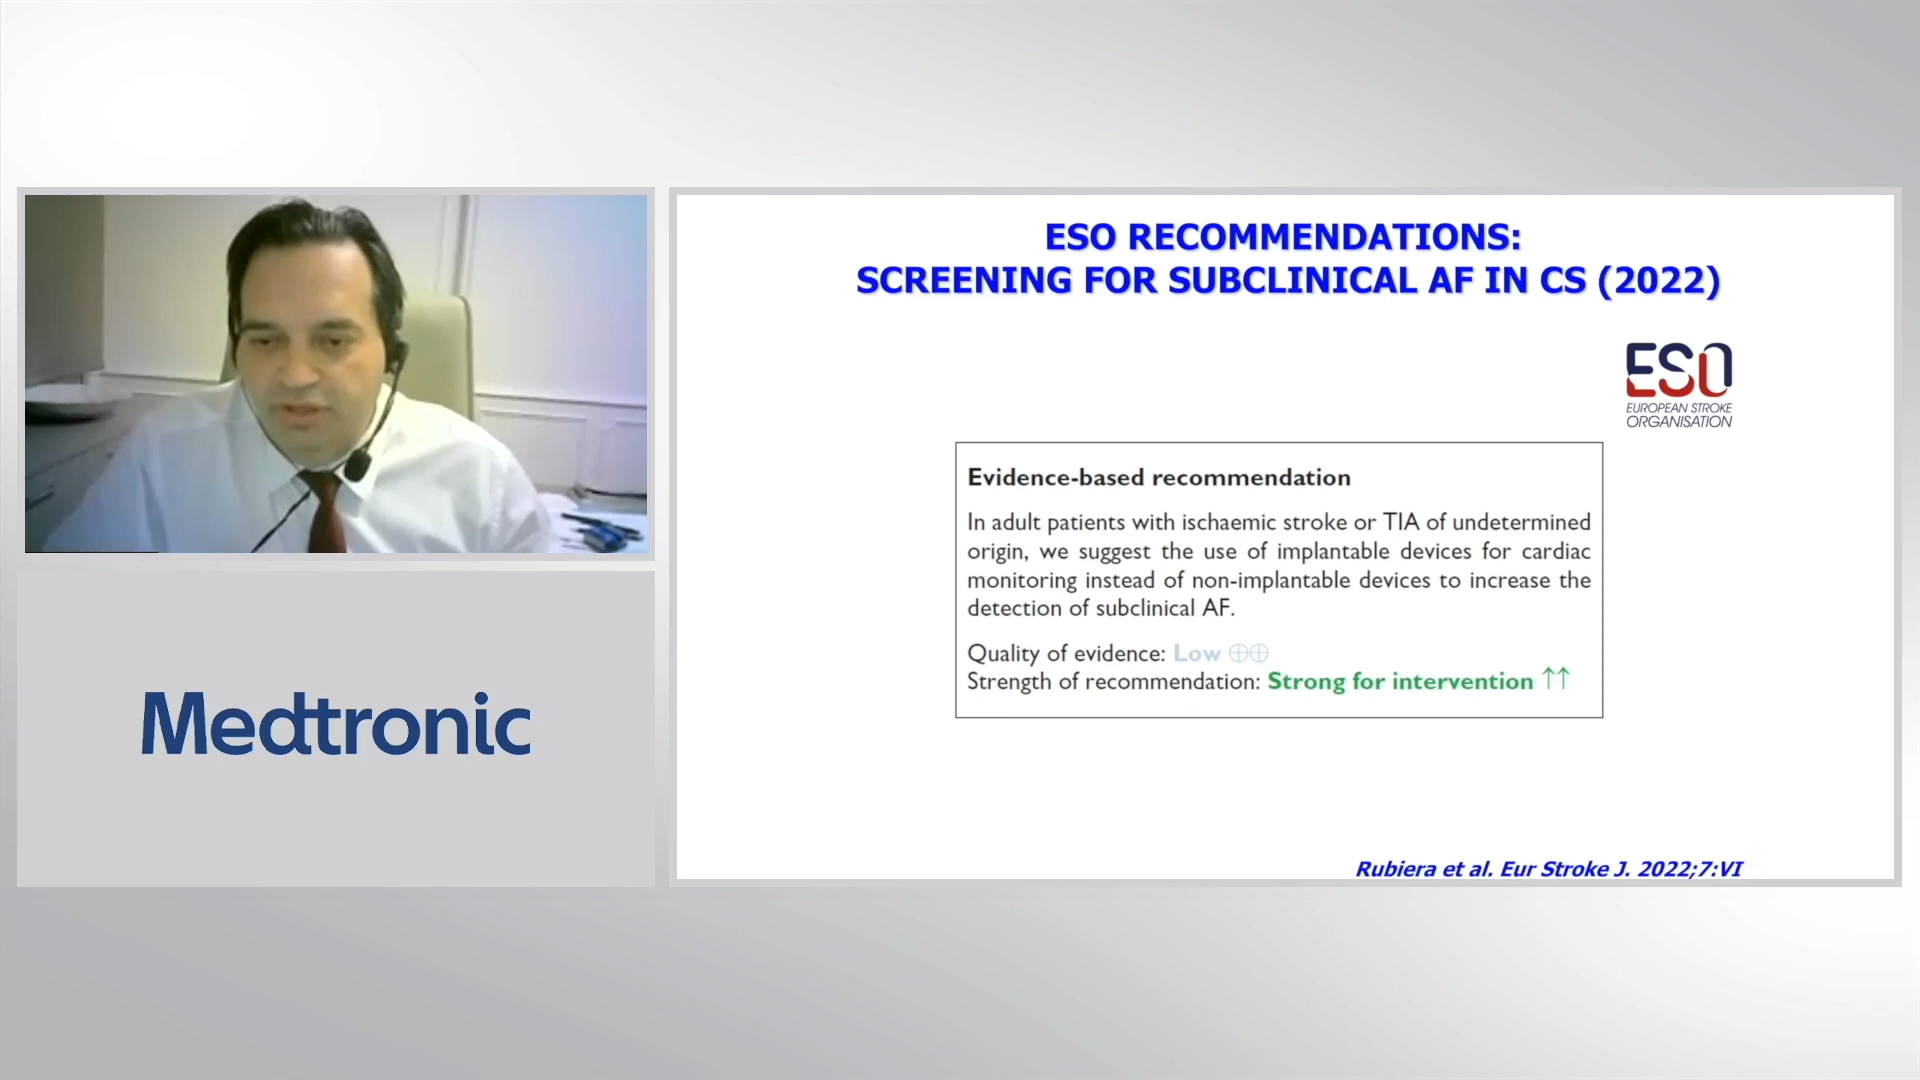 ESO RECOMMENDATIONS:
SCREENING FOR SUBCLINICAL AF IN CS (2022)
ESO
EUROPEAN STROKE
ORGANISATION
Evidence-based recommendation
In adult patients with ischaemic stroke or TIA of undetermined
origin, we suggest the use of implantable devices for cardiac
monitoring instead of non-implantable devices to increase the
detection of subclinical AF.
Quality of evidence: Low ⊕⊕
Strength of recommendation: Strong for intervention ↑↑
Rubiera et al. Eur Stroke J. 2022;7:VI
Medtronic